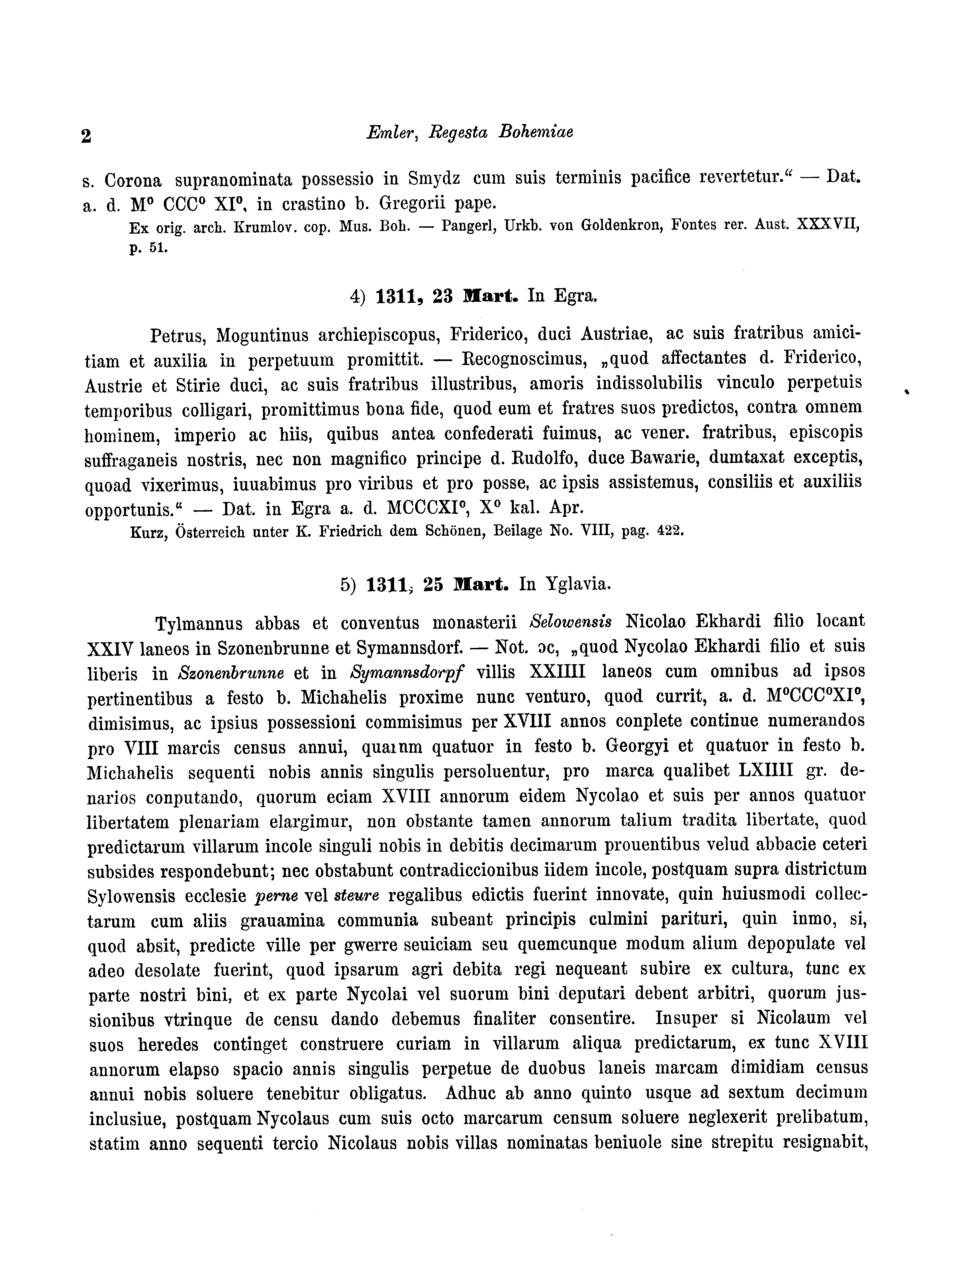 2
Emler, Regesta Bohemiae
s. Corona supranominata possessio in Smydz cum suis terminis pacifice revertetur.“ — Dat.
a. d. M⁰ CCC⁰ XI⁰, in crastino b. Gregorii pape.
Ex orig. arch. Krumlov. cop. Mus. Boh. — Pangerl, Urkb. von Goldenkron, Fontes rer. Aust. XXXVII,
p. 51.
4) 1311, 23 Mart. In Egra.
Petrus, Moguntinus archiepiscopus, Friderico, duci Austriae, ac suis fratribus amici-
tiam et auxilia in perpetuum promittit. — Recognoscimus, „quod affectantes d. Friderico,
Austrie et Stirie duci, ac suis fratribus illustribus, amoris indissolubilis vinculo perpetuis
temporibus colligari, promittimus bona fide, quod eum et fratres suos predictos, contra omnem
hominem, imperio ac hiis, quibus antea confederati fuimus, ac vener. fratribus, episcopis
suffraganeis nostris, nec non magnifico principe d. Rudolfo, duce Bawarie, dumtaxat exceptis,
quoad vixerimus, iuuabimus pro viribus et pro posse, ac ipsis assistemus, consiliis et auxiliis
opportunis.“ — Dat. in Egra a. d. MCCCXI⁰, X⁰ kal. Apr.
Kurz, Österreich unter K. Friedrich dem Schönen, Beilage No. VIII, pag. 422.
5) 1311, 25 Mart. In Yglavia.
Tylmannus abbas et conventus monasterii Selowensis Nicolao Ekhardi filio locant
XXIV laneos in Szonenbrunne et Symannsdorf. — Not. ɔc, „quod Nycolao Ekhardi filio et suis
liberis in Szonenbrunne et in Symannsdorpf villis XXIIII laneos cum omnibus ad ipsos
pertinentibus a festo b. Michahelis proxime nunc venturo, quod currit, a. d. M⁰CCC⁰XI⁰,
dimisimus, ac ipsius possessioni commisimus per XVIII annos conplete continue numerandos
pro VIII marcis census annui, quarum quatuor in festo b. Georgyi et quatuor in festo b.
Michahelis sequenti nobis annis singulis persoluentur, pro marca qualibet LXIIII gr. de-
narios conputando, quorum eciam XVIII annorum eidem Nycolao et suis per annos quatuor
libertatem plenariam elargimur, non obstante tamen annorum talium tradita libertate, quod
predictarum villarum incole singuli nobis in debitis decimarum prouentibus velud abbacie ceteri
subsides respondebunt; nec obstabunt contradiccionibus iidem incole, postquam supra districtum
Sylowensis ecclesie perne vel steure regalibus edictis fuerint innovate, quin huiusmodi collec-
tarum cum aliis grauamina communia subeant principis culmini parituri, quin inmo, si,
quod absit, predicte ville per gwerre seuiciam seu quemcunque modum alium depopulate vel
adeo desolate fuerint, quod ipsarum agri debita regi nequeant subire ex cultura, tunc ex
parte nostri bini, et ex parte Nycolai vel suorum bini deputari debent arbitri, quorum jus-
sionibus vtrinque de censu dando debemus finaliter consentire. Insuper si Nicolaum vel
suos heredes continget construere curiam in villarum aliqua predictarum, ex tunc XVIII
annorum elapso spacio annis singulis perpetue de duobus laneis marcam dimidiam census
annui nobis soluere tenebitur obligatus. Adhuc ab anno quinto usque ad sextum decimum
inclusiue, postquam Nycolaus cum suis octo marcarum censum soluere neglexerit prelibatum,
statim anno sequenti tercio Nicolaus nobis villas nominatas beniuole sine strepitu resignabit,